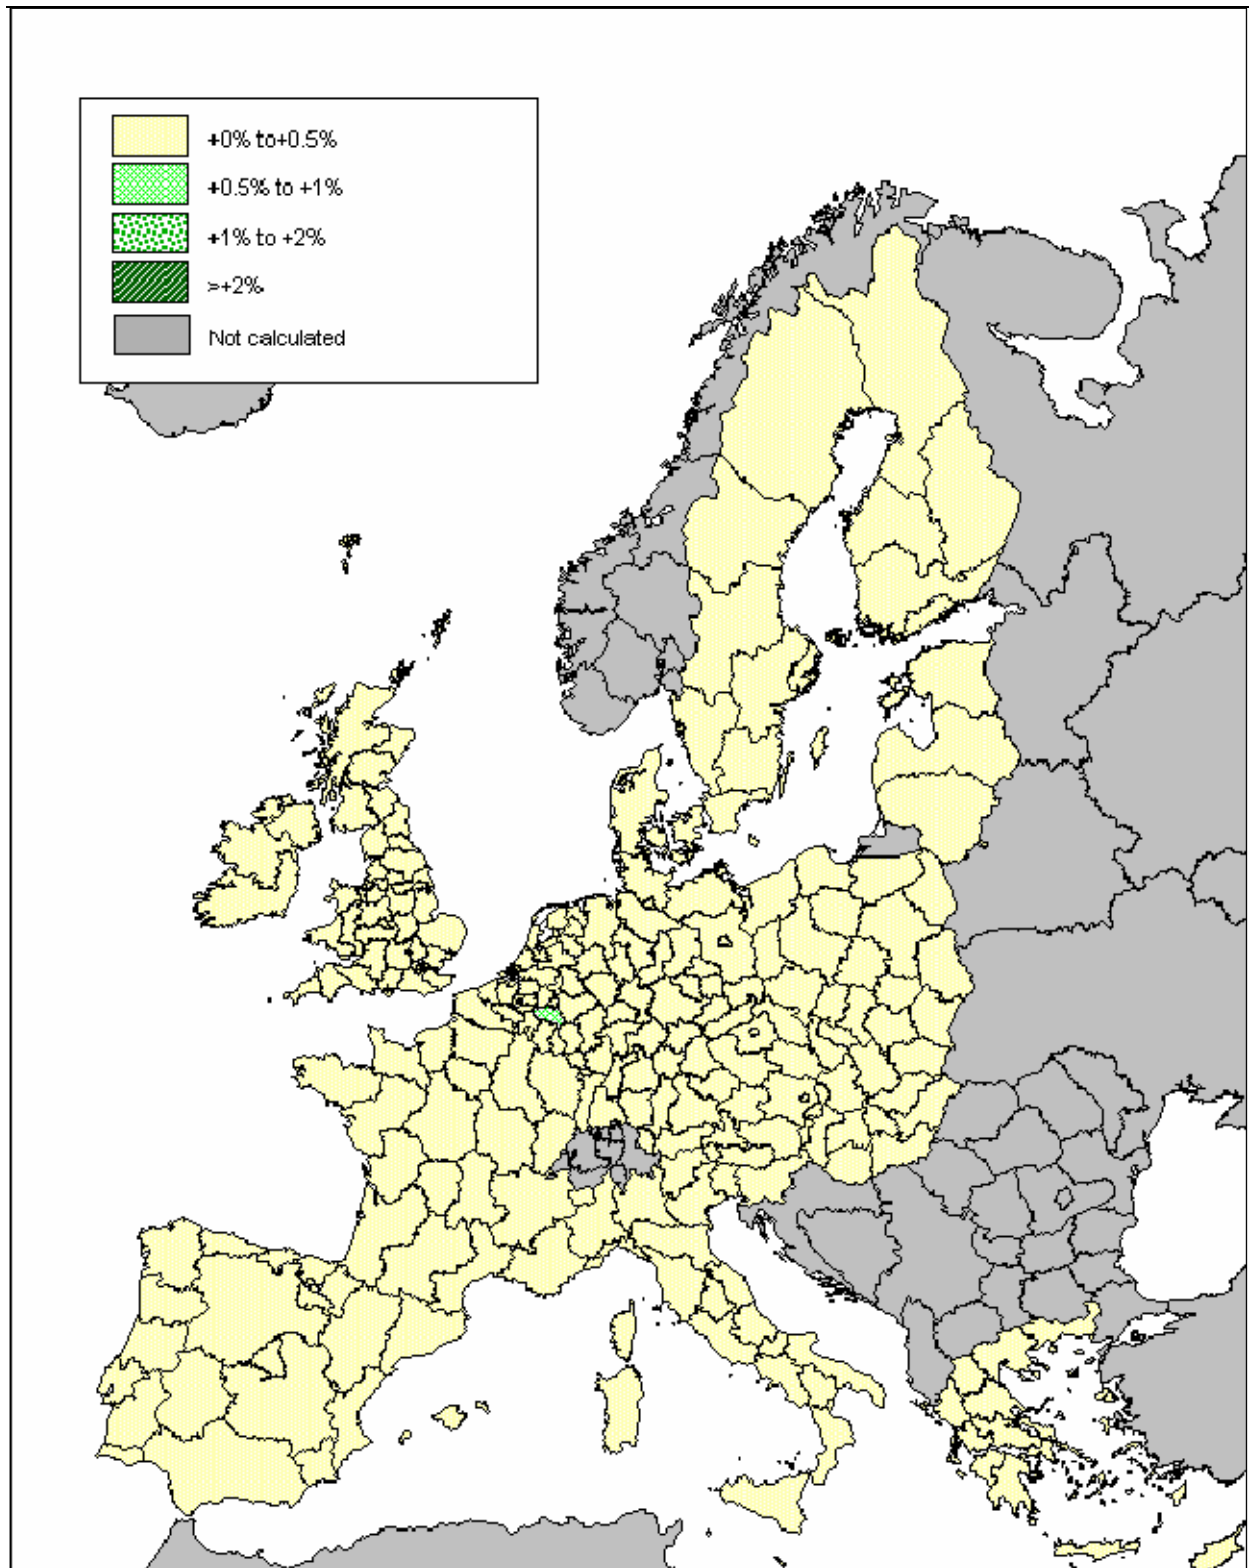 +0% to+0.5%
+0.5% to +1%
+1% to +2%
>+2%
Not calculated